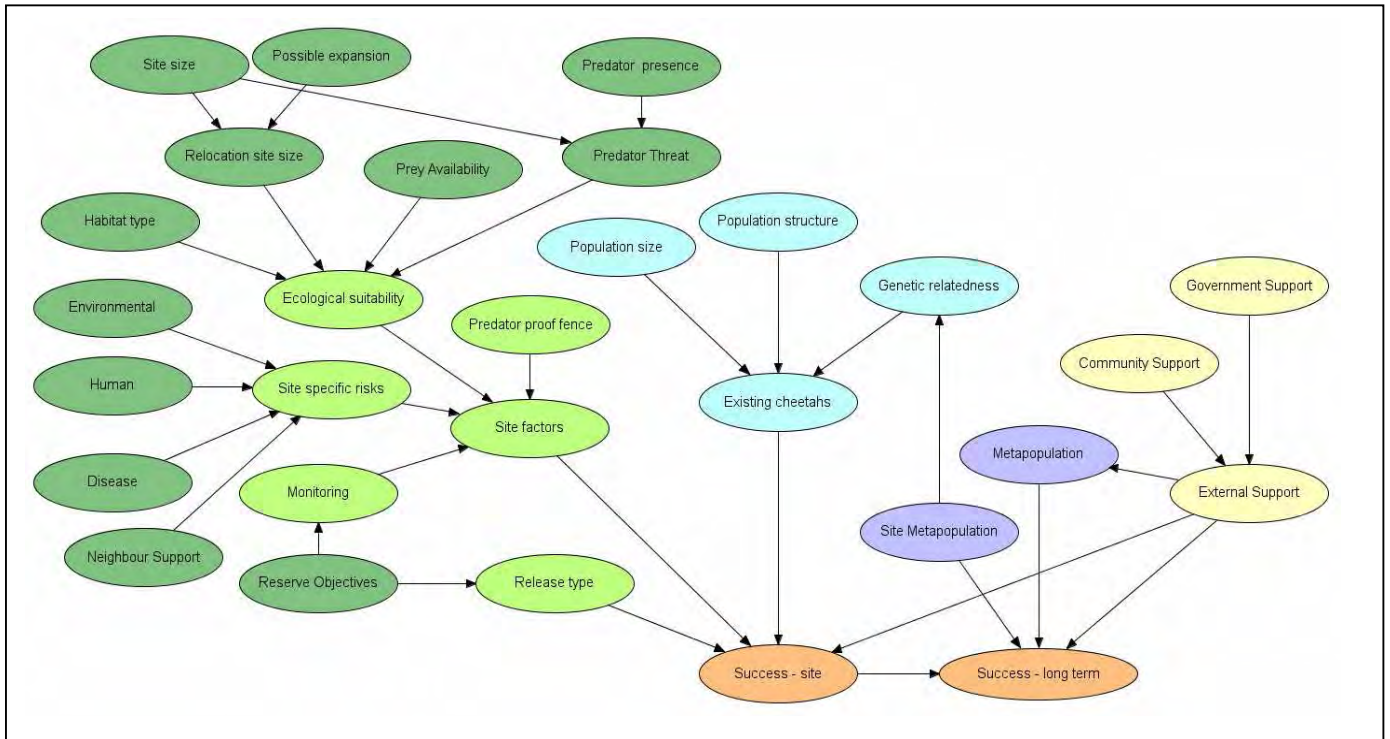 Site size
Possible expansion
Predator presence
Relocation site size
Prey Availability
Predator Threat
Habitat type
Population structure
Population size
Environmental
Ecological suitability
Genetic relatedness
Government Support
Predator proof fence
Community Support
Human
Site specific risks
Existing cheetahs
Site factors
Metapopulation
Disease
Monitoring
External Support
Site Metapopulation
Neighbour Support
Reserve Objectives
Release type
Success - site
Success - long term